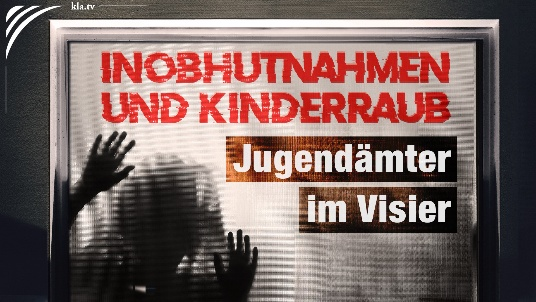 kla.tv
INOBHUTNAHMEN
UND KINDERRAUB
Jugendämter
im Visier